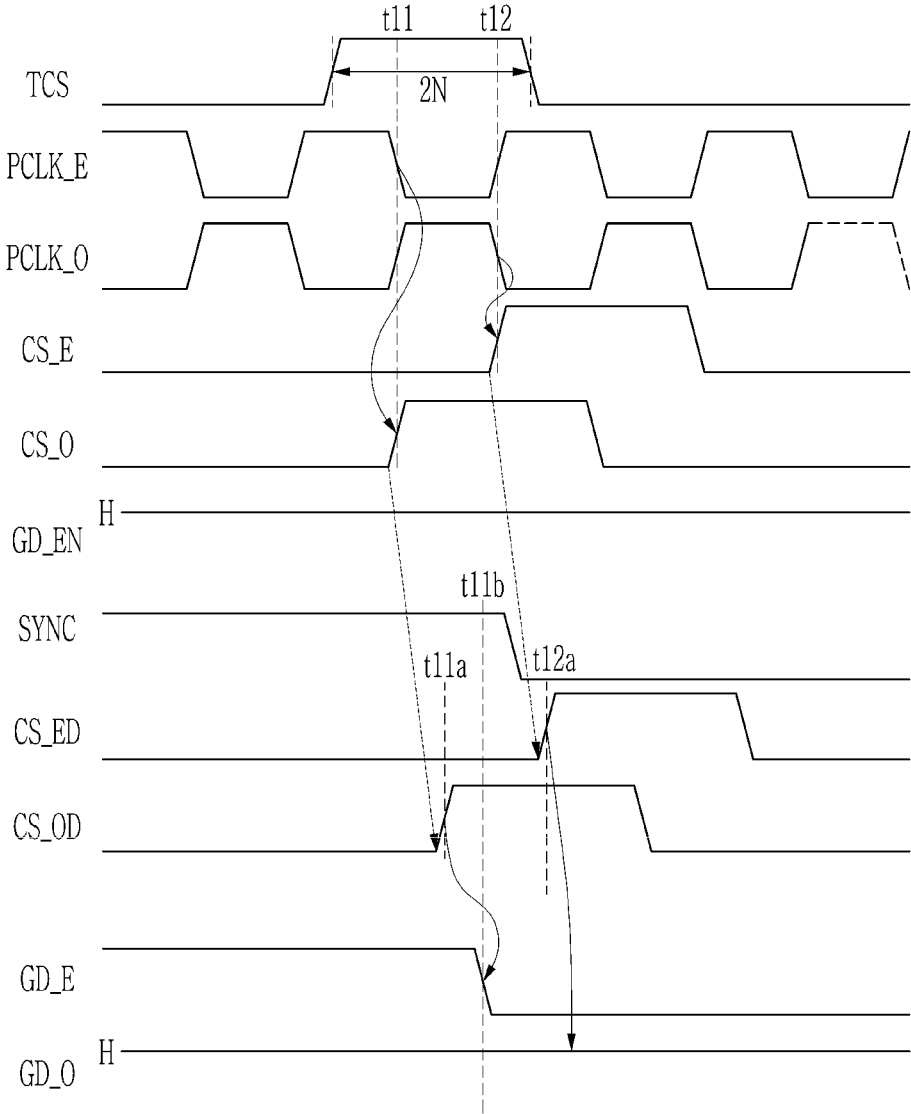 t11 t12
TCS
2N
PCLK_E
PCLK_O
CS_E
CS_O
H
GD_EN
t11b
SYNC
t11a t12a
CS_ED
CS_OD
GD_E
H
GD_O